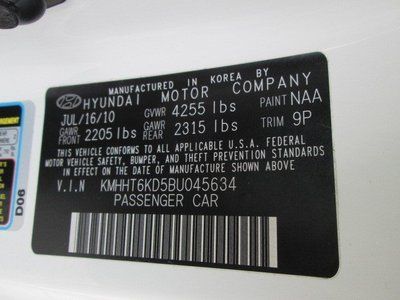 MANUFACTURED IN KOREA BY
HYUNDAI MOTOR COMPANY
JUL/16/10 GVWR 4255 lbs PAINT NAA
GAWR FRONT 2205 lbs GAWR REAR 2315 lbs TRIM 9P
THIS VEHICLE CONFORMS TO ALL APPLICABLE U.S.A. FEDERAL
MOTOR VEHICLE SAFETY, BUMPER, AND THEFT PREVENTION STANDARDS
IN EFFECT ON THE DATE OF MANUFACTURE SHOWN ABOVE
V.I.N KMHHT6KD5BU045634
PASSENGER CAR
D06